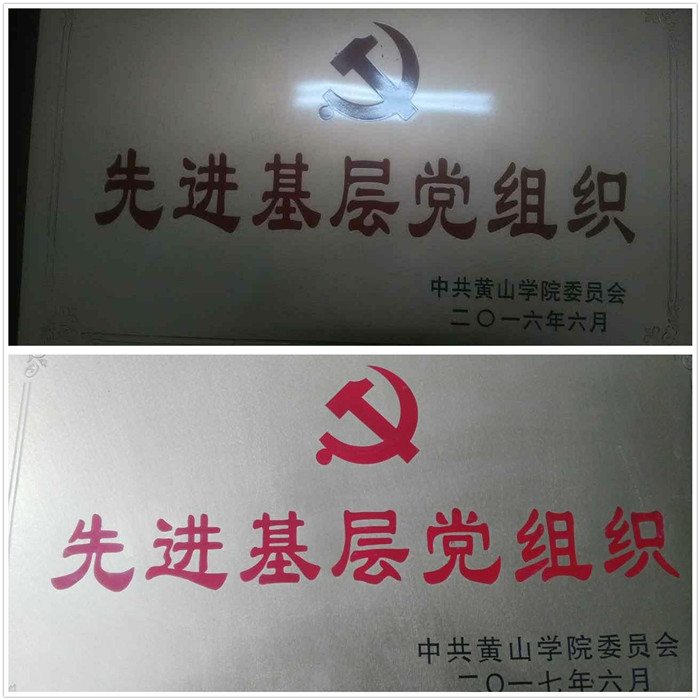 先进基层党组织
中共黄山学院委员会
二〇一六年六月
先进基层党组织
中共黄山学院委员会
二〇一七年六月